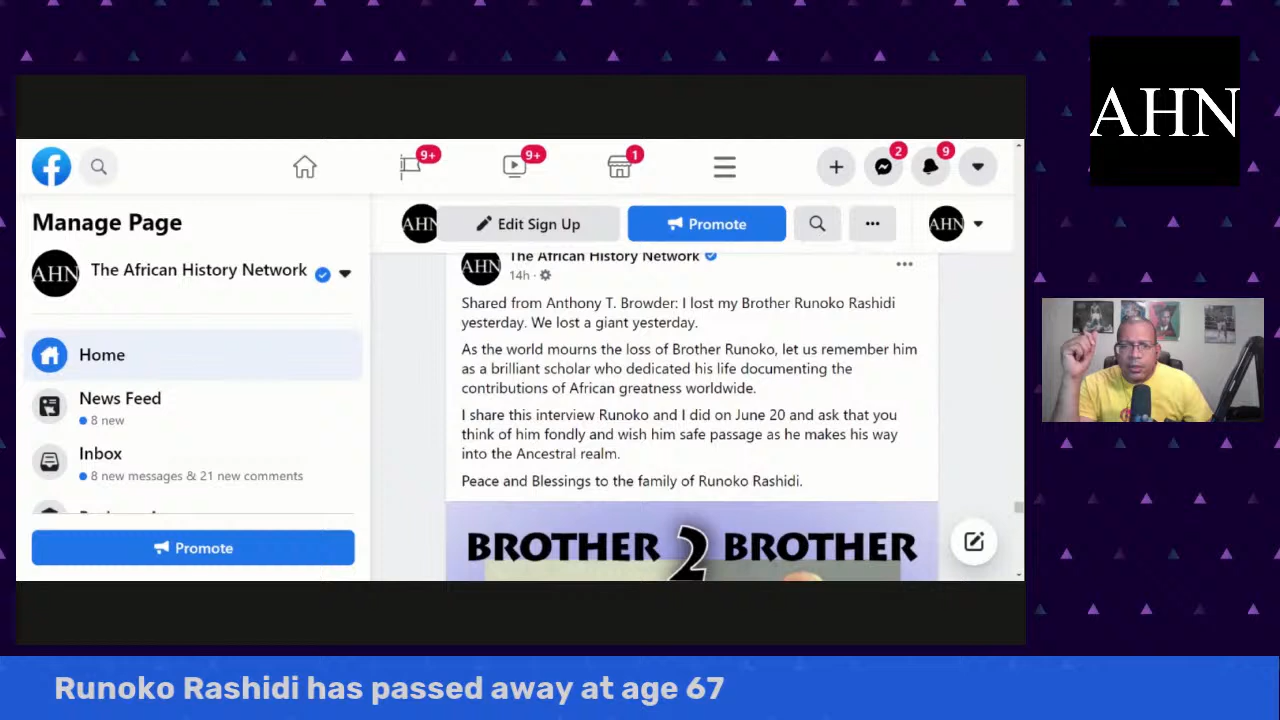 AHN
9+
9+
1
2
9
Manage Page
AHN
Edit Sign Up
Promote
AHN
AHN
The African History Network
AHN
The African History Network
14h
Shared from Anthony T. Browder: I lost my Brother Runoko Rashidi
yesterday. We lost a giant yesterday.
As the world mourns the loss of Brother Runoko, let us remember him
as a brilliant scholar who dedicated his life documenting the
contributions of African greatness worldwide.
I share this interview Runoko and I did on June 20 and ask that you
think of him fondly and wish him safe passage as he makes his way
into the Ancestral realm.
Peace and Blessings to the family of Runoko Rashidi.
BROTHER 2 BROTHER
Home
News Feed
8 new
Inbox
8 new messages & 21 new comments
Promote
Runoko Rashidi has passed away at age 67